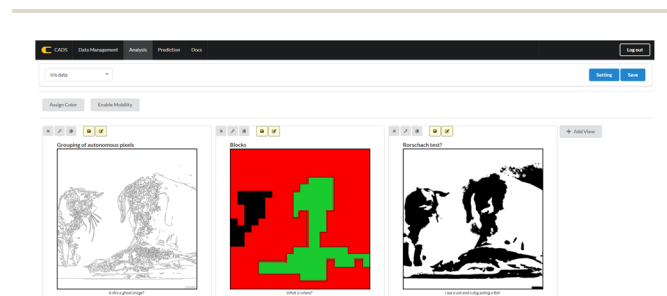 CADS Data Management Analysis Prediction Docs Log out
Iris data Setting Save
Assign Color Enable Mobility
+ Add View
Grouping of autonomous pixels Blocks Rorschach test?
Is this a ghost image? What is where? I see a cat and a dog eating a fish